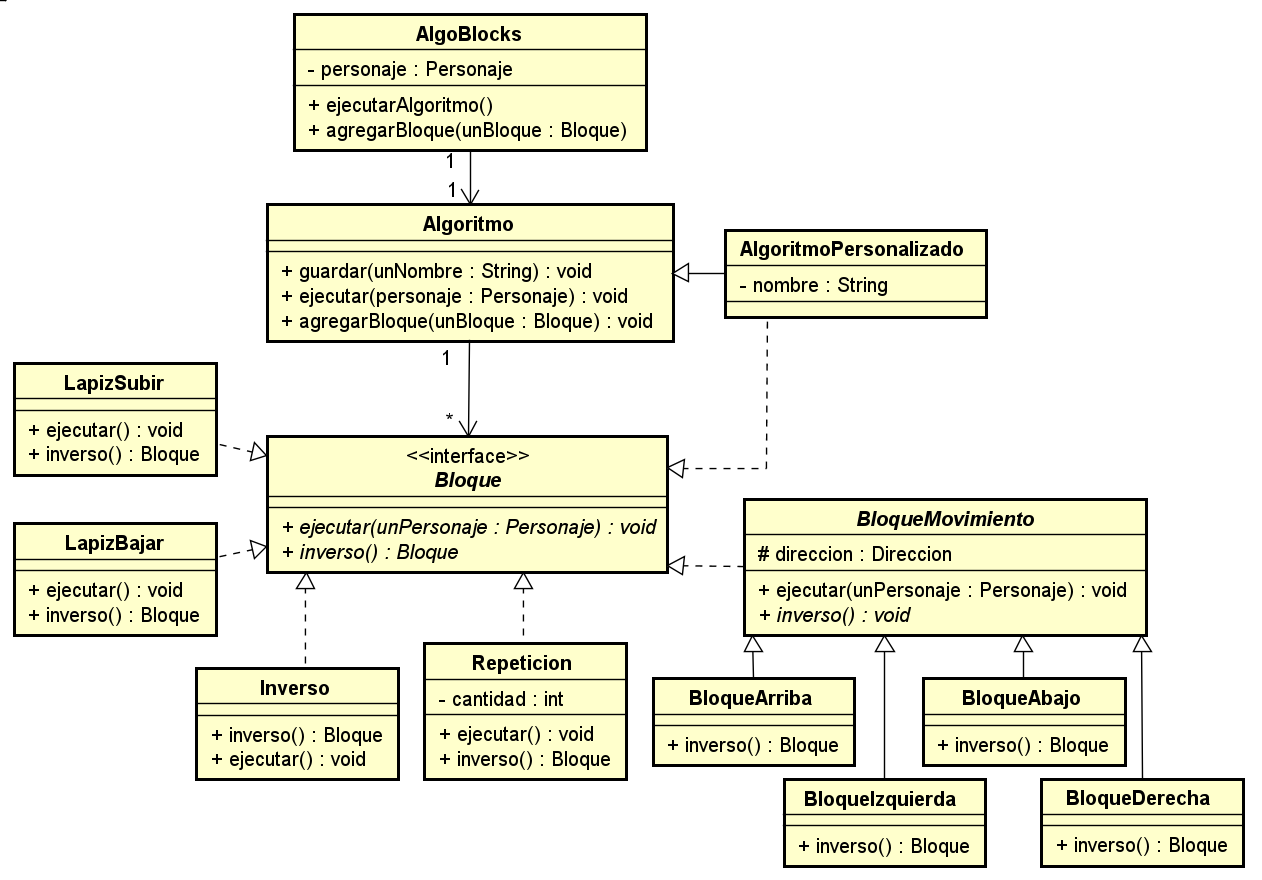 AlgoBlocks
- personaje : Personaje
+ ejecutarAlgoritmo()
+ agregarBloque(unBloque : Bloque)
1
1
Algoritmo
+ guardar(unNombre : String) : void
+ ejecutar(personaje : Personaje) : void
+ agregarBloque(unBloque : Bloque) : void
AlgoritmoPersonalizado
- nombre : String
1
*
LapizSubir
+ ejecutar() : void
+ inverso() : Bloque
<<interface>>
Bloque
+ ejecutar(unPersonaje : Personaje) : void
+ inverso() : Bloque
LapizBajar
+ ejecutar() : void
+ inverso() : Bloque
BloqueMovimiento
# direccion : Direccion
+ ejecutar(unPersonaje : Personaje) : void
+ inverso() : void
Inverso
+ inverso() : Bloque
+ ejecutar() : void
Repeticion
- cantidad : int
+ ejecutar() : void
+ inverso() : Bloque
BloqueArriba
+ inverso() : Bloque
BloqueAbajo
+ inverso() : Bloque
BloqueIzquierda
+ inverso() : Bloque
BloqueDerecha
+ inverso() : Bloque